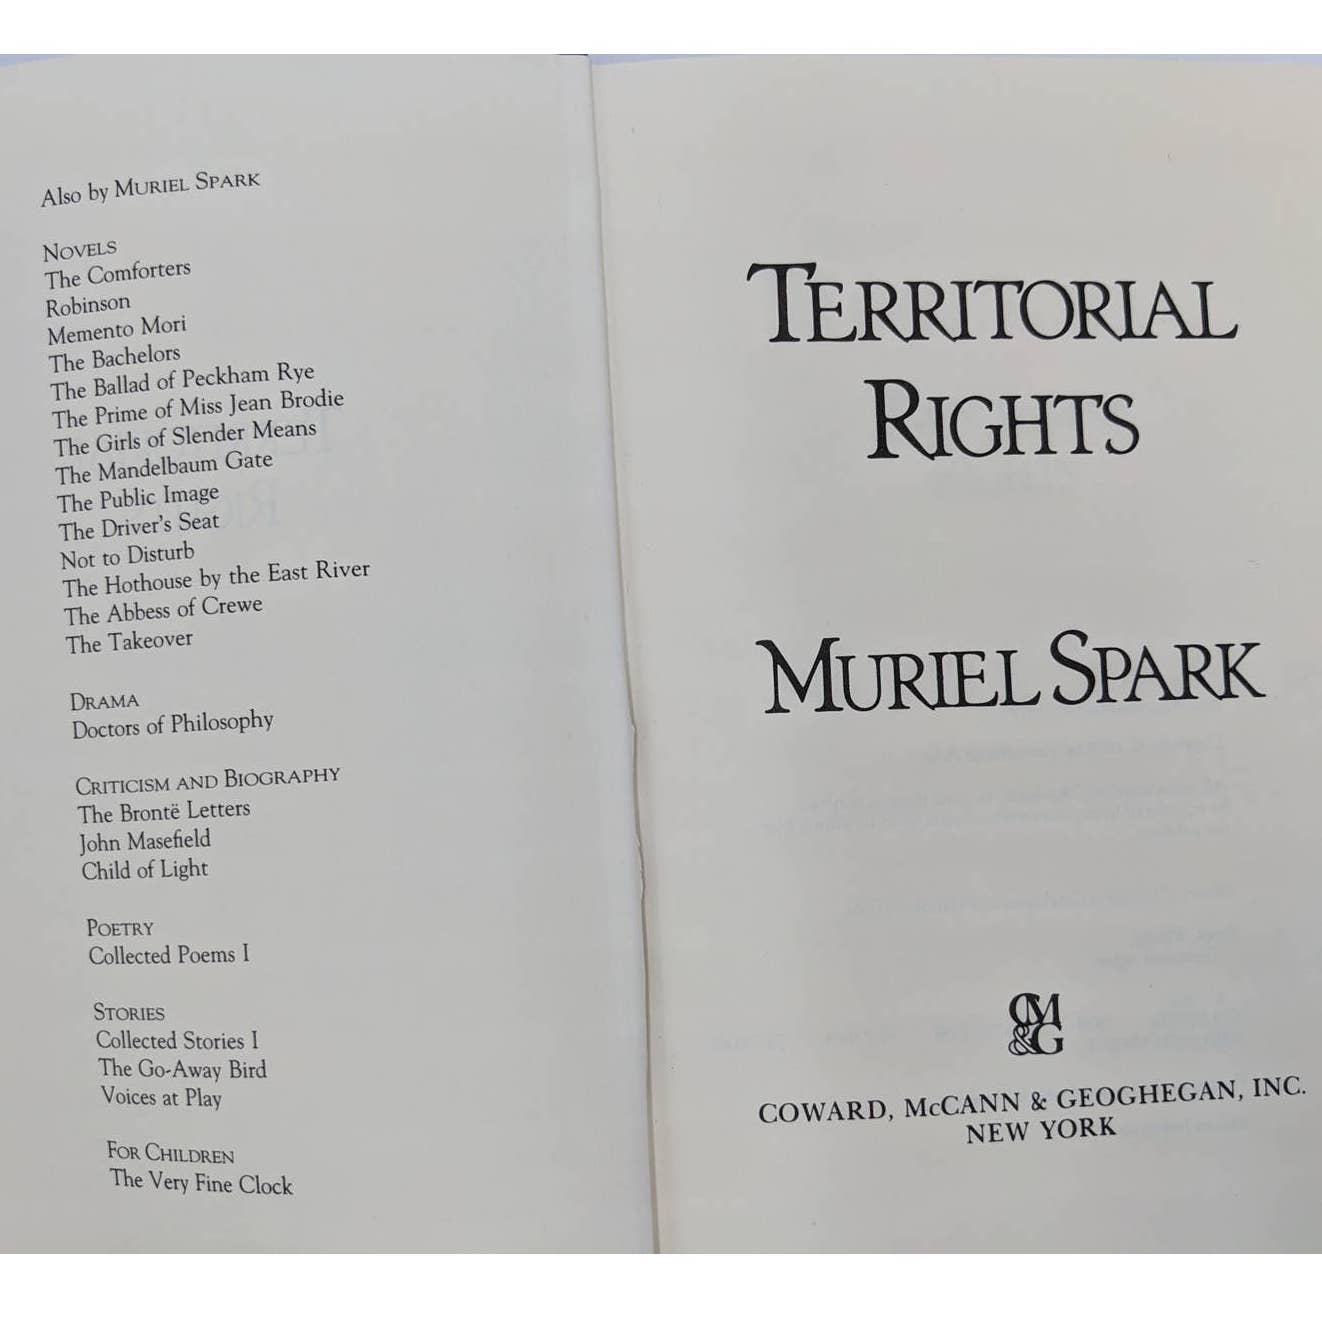 Also by MURIEL SPARK
NOVELS
The Comforters
Robinson
Memento Mori
The Bachelors
The Ballad of Peckham Rye
The Prime of Miss Jean Brodie
The Girls of Slender Means
The Mandelbaum Gate
The Public Image
The Driver's Seat
Not to Disturb
The Hothouse by the East River
The Abbess of Crewe
The Takeover
DRAMA
Doctors of Philosophy
CRITICISM AND BIOGRAPHY
The Brontë Letters
John Masefield
Child of Light
POETRY
Collected Poems I
STORIES
Collected Stories I
The Go-Away Bird
Voices at Play
FOR CHILDREN
The Very Fine Clock
TERRITORIAL
RIGHTS
MURIEL SPARK
CM
&G
COWARD, McCANN & GEOGHEGAN, INC.
NEW YORK